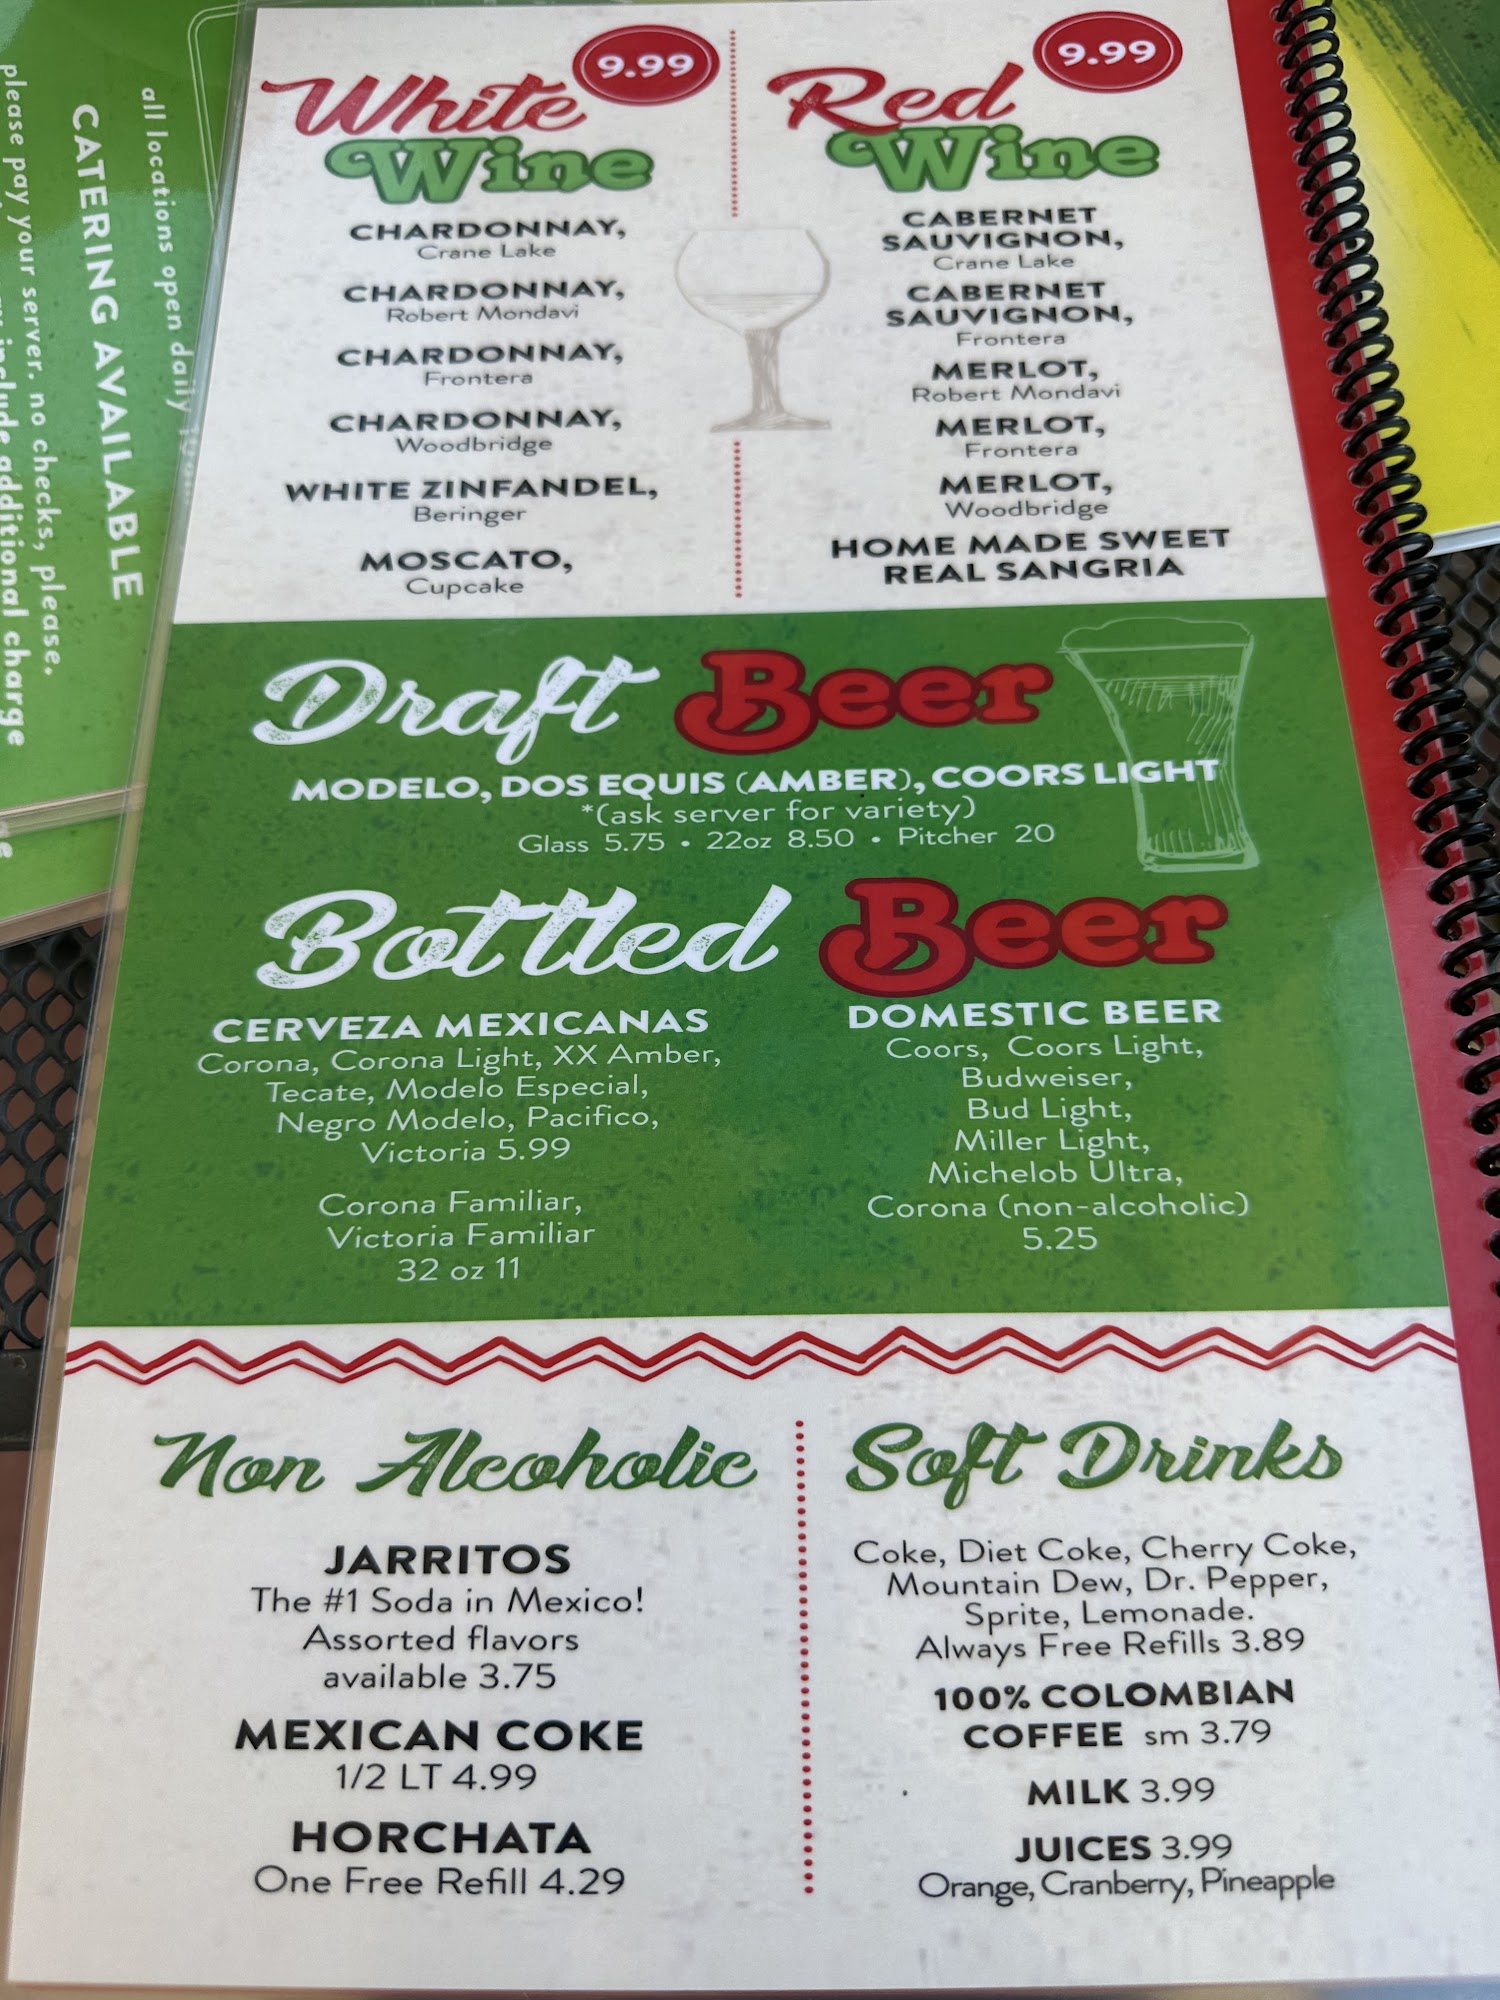 all locations open daily
CATERING AVAILABLE
please pay your server. no checks, please.
include additional charge
White
Wine
9.99
CHARDONNAY,
Crane Lake
CHARDONNAY,
Robert Mondavi
CHARDONNAY,
Frontera
CHARDONNAY,
Woodbridge
WHITE ZINFANDEL,
Beringer
MOSCATO,
Cupcake
Red
Wine
9.99
CABERNET
SAUVIGNON,
Crane Lake
CABERNET
SAUVIGNON,
Frontera
MERLOT,
Robert Mondavi
MERLOT,
Frontera
MERLOT,
Woodbridge
HOME MADE SWEET
REAL SANGRIA
Draft Beer
MODELO, DOS EQUIS (AMBER), COORS LIGHT
*(ask server for variety)
Glass 5.75 • 22oz 8.50 • Pitcher 20
Bottled Beer
CERVEZA MEXICANAS
Corona, Corona Light, XX Amber,
Tecate, Modelo Especial,
Negro Modelo, Pacifico,
Victoria 5.99
Corona Familiar,
Victoria Familiar
32 oz 11
DOMESTIC BEER
Coors, Coors Light,
Budweiser,
Bud Light,
Miller Light,
Michelob Ultra,
Corona (non-alcoholic)
5.25
Non Alcoholic
JARRITOS
The #1 Soda in Mexico!
Assorted flavors
available 3.75
MEXICAN COKE
1/2 LT 4.99
HORCHATA
One Free Refill 4.29
Soft Drinks
Coke, Diet Coke, Cherry Coke,
Mountain Dew, Dr. Pepper,
Sprite, Lemonade.
Always Free Refills 3.89
100% COLOMBIAN
COFFEE sm 3.79
MILK 3.99
JUICES 3.99
Orange, Cranberry, Pineapple